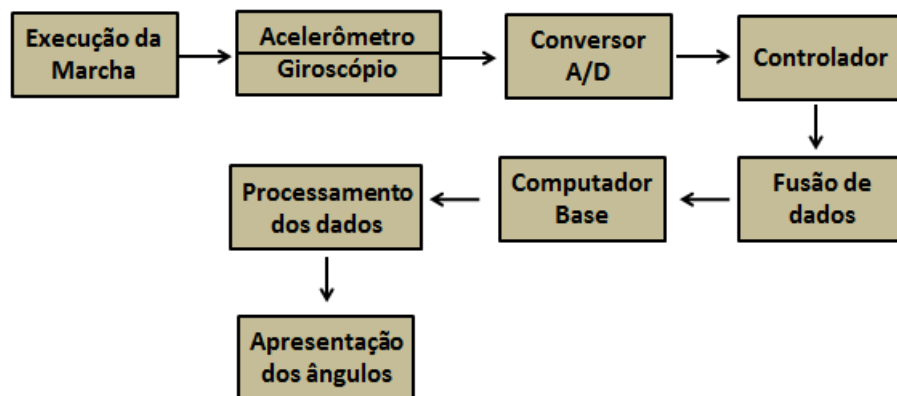 Execução da
Marcha
Acelerômetro
Giroscópio
Conversor
A/D
Controlador
Fusão de
dados
Computador
Base
Processamento
dos dados
Apresentação
dos ângulos